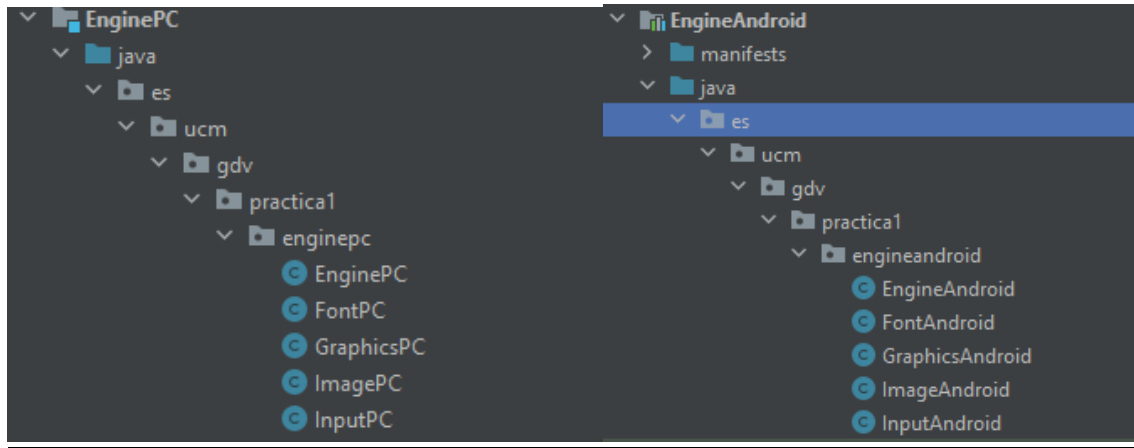 EnginePC
java
es
ucm
gdv
practica1
enginepc
EnginePC
FontPC
GraphicsPC
ImagePC
InputPC
EngineAndroid
manifests
java
es
ucm
gdv
practica1
engineandroid
EngineAndroid
FontAndroid
GraphicsAndroid
ImageAndroid
InputAndroid